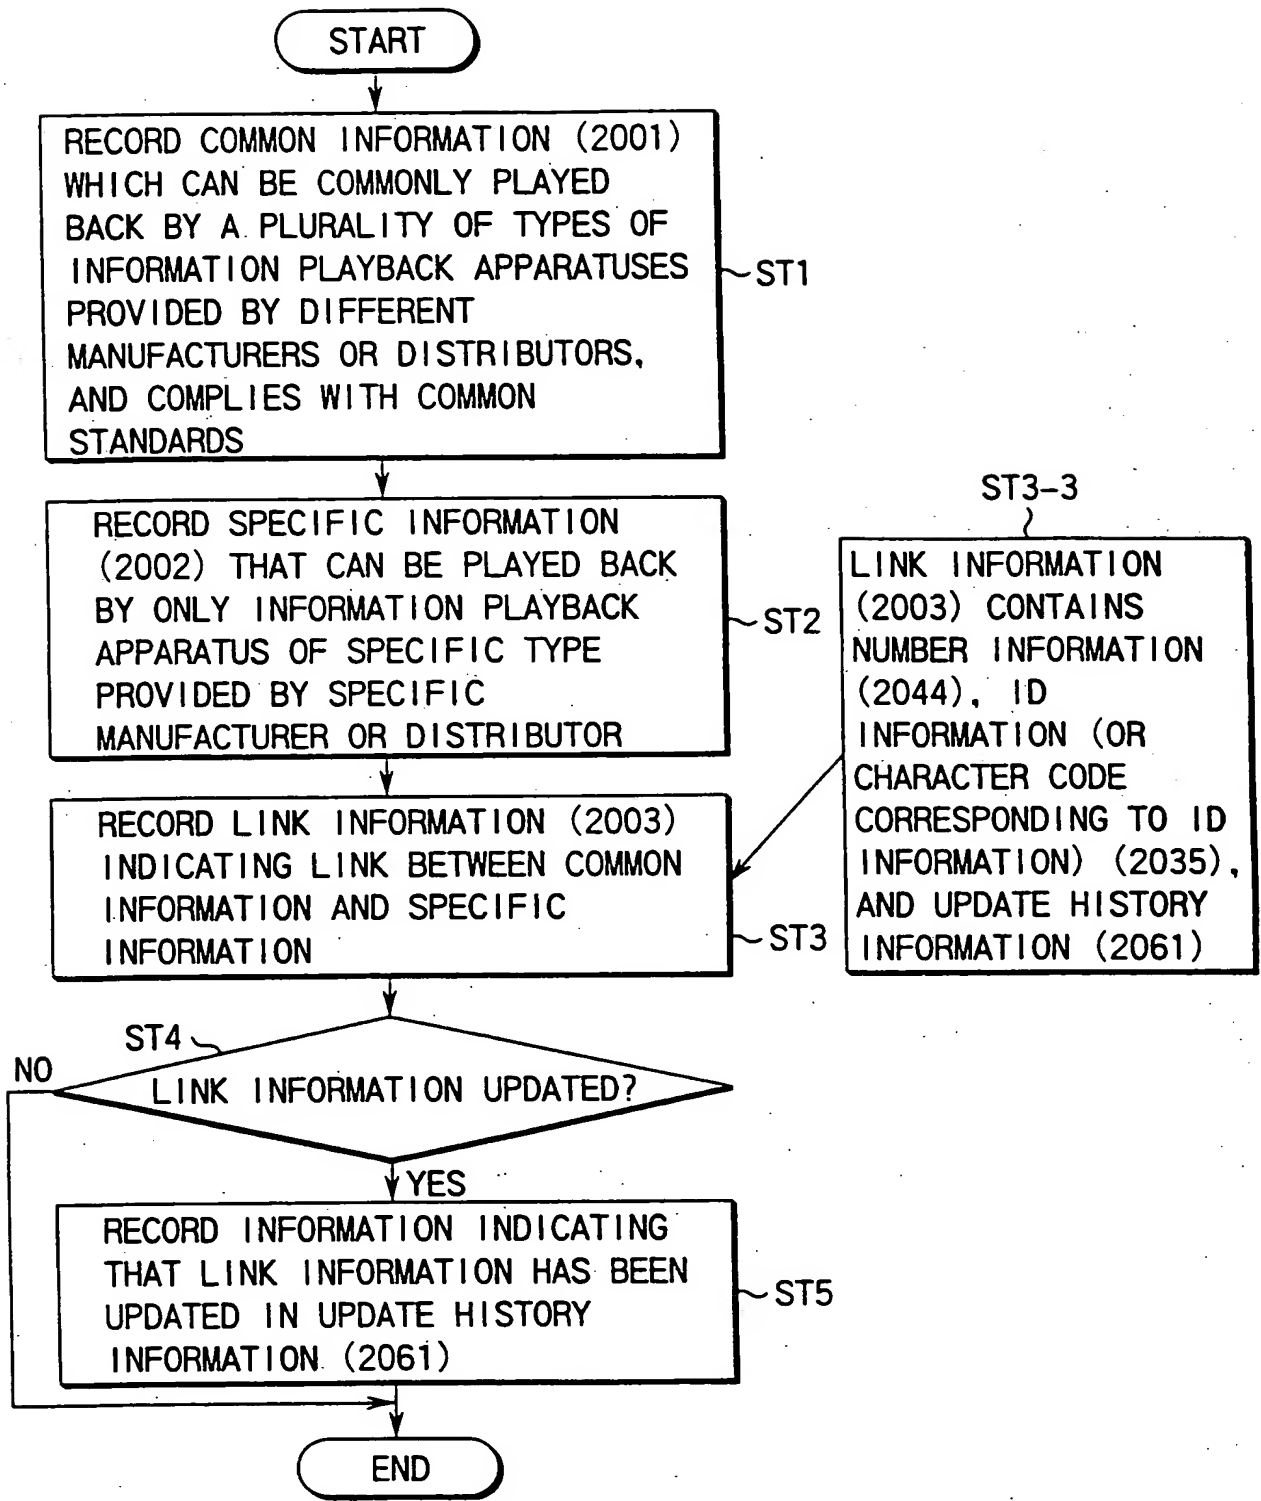 START
RECORD COMMON INFORMATION (2001)
WHICH CAN BE COMMONLY PLAYED
BACK BY A PLURALITY OF TYPES OF
INFORMATION PLAYBACK APPARATUSES
PROVIDED BY DIFFERENT
MANUFACTURERS OR DISTRIBUTORS,
AND COMPLIES WITH COMMON
STANDARDS
ST1
RECORD SPECIFIC INFORMATION
(2002) THAT CAN BE PLAYED BACK
BY ONLY INFORMATION PLAYBACK
APPARATUS OF SPECIFIC TYPE
PROVIDED BY SPECIFIC
MANUFACTURER OR DISTRIBUTOR
ST2
ST3-3
LINK INFORMATION
(2003) CONTAINS
NUMBER INFORMATION
(2044), ID
INFORMATION (OR
CHARACTER CODE
CORRESPONDING TO ID
INFORMATION) (2035),
AND UPDATE HISTORY
INFORMATION (2061)
RECORD LINK INFORMATION (2003)
INDICATING LINK BETWEEN COMMON
INFORMATION AND SPECIFIC
INFORMATION
ST3
ST4
NO
LINK INFORMATION UPDATED?
YES
RECORD INFORMATION INDICATING
THAT LINK INFORMATION HAS BEEN
UPDATED IN UPDATE HISTORY
INFORMATION (2061)
ST5
END